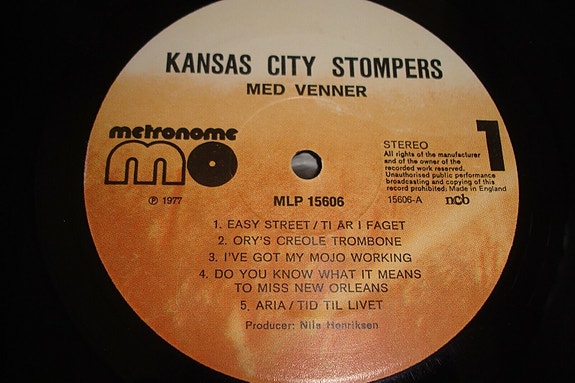 KANSAS CITY STOMPERS
MED VENNER
metronome
mo
STEREO
All rights of the manufacturer
and of the owner of the
recorded work reserved.
Unauthorised public performance
broadcasting and copying of this
record prohibited: Made in England
1
℗ 1977
MLP 15606
15606-A
ncb
1. EASY STREET / TI ÅR I FAGET
2. ORY'S CREOLE TROMBONE
3. I'VE GOT MY MOJO WORKING
4. DO YOU KNOW WHAT IT MEANS
TO MISS NEW ORLEANS
5. ARIA / TID TIL LIVET
Producer: Nils Henriksen